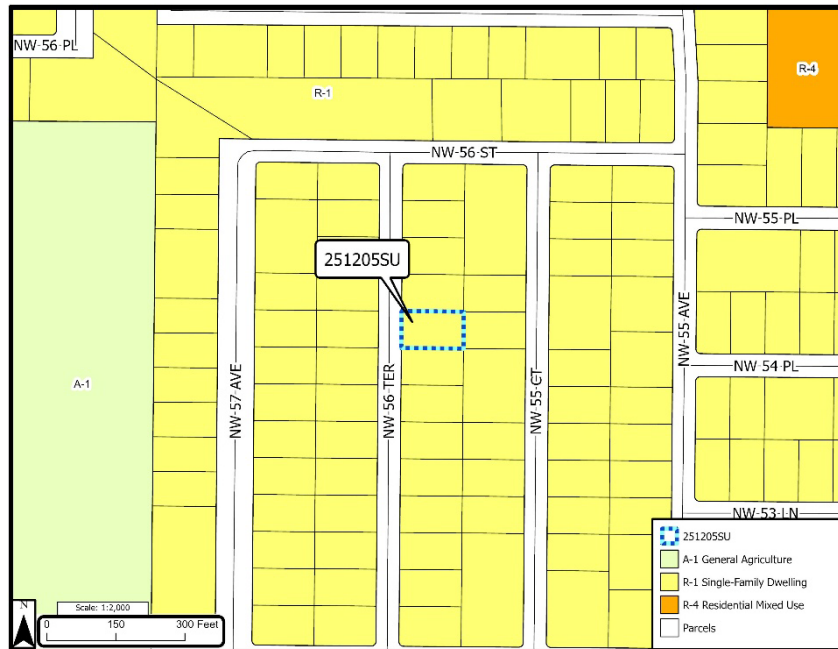 NW 56 PL
R-1
R-4
NW 56 ST
NW 55 PL
251205SU
NW 55 AVE
NW 54 PL
A-1
NW 57 AVE
NW 56 TER
NW 55 CT
NW 53 LN
251205SU
A-1 General Agriculture
R-1 Single-Family Dwelling
R-4 Residential Mixed Use
Parcels
N
Scale: 1:2,000
0 150 300 Feet